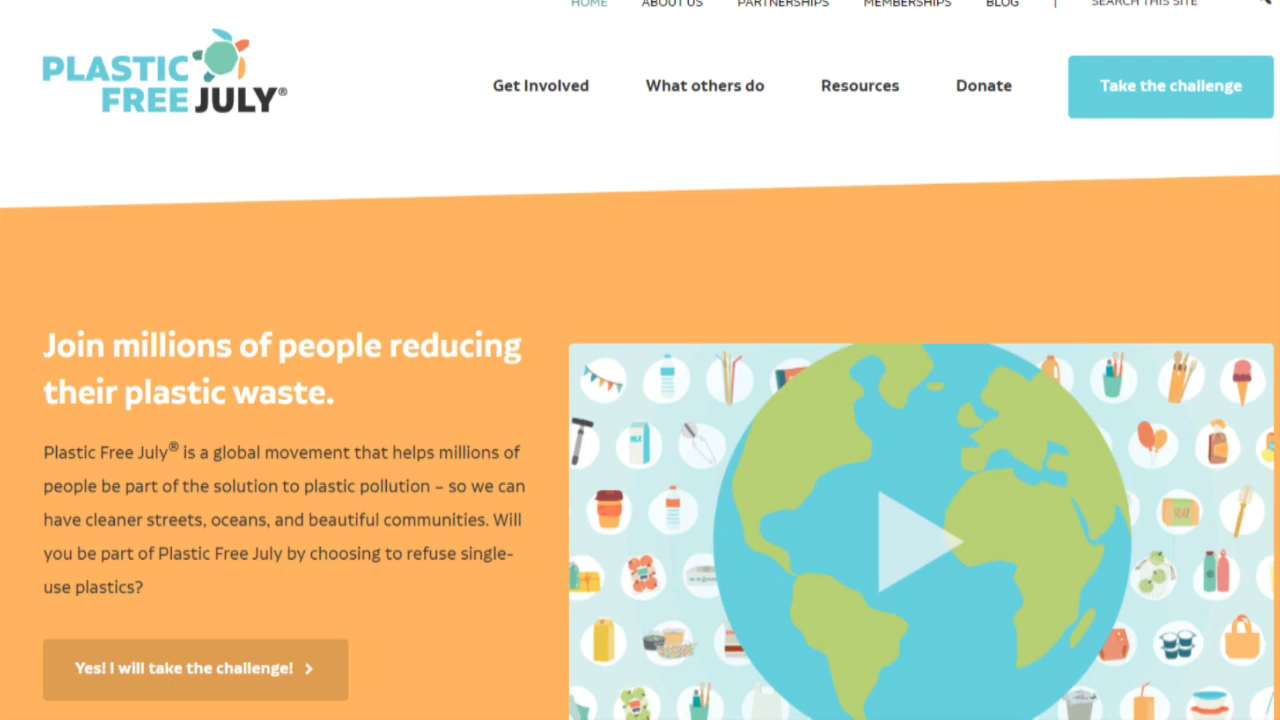 HOME ABOUT US PARTNERSHIPS MEMBERSHIPS BLOG | SEARCH THIS SITE
PLASTIC
FREE JULY®
Get Involved What others do Resources Donate Take the challenge
Join millions of people reducing
their plastic waste.
Plastic Free July® is a global movement that helps millions of
people be part of the solution to plastic pollution – so we can
have cleaner streets, oceans, and beautiful communities. Will
you be part of Plastic Free July by choosing to refuse single-
use plastics?
Yes! I will take the challenge!
MILK
SOAP